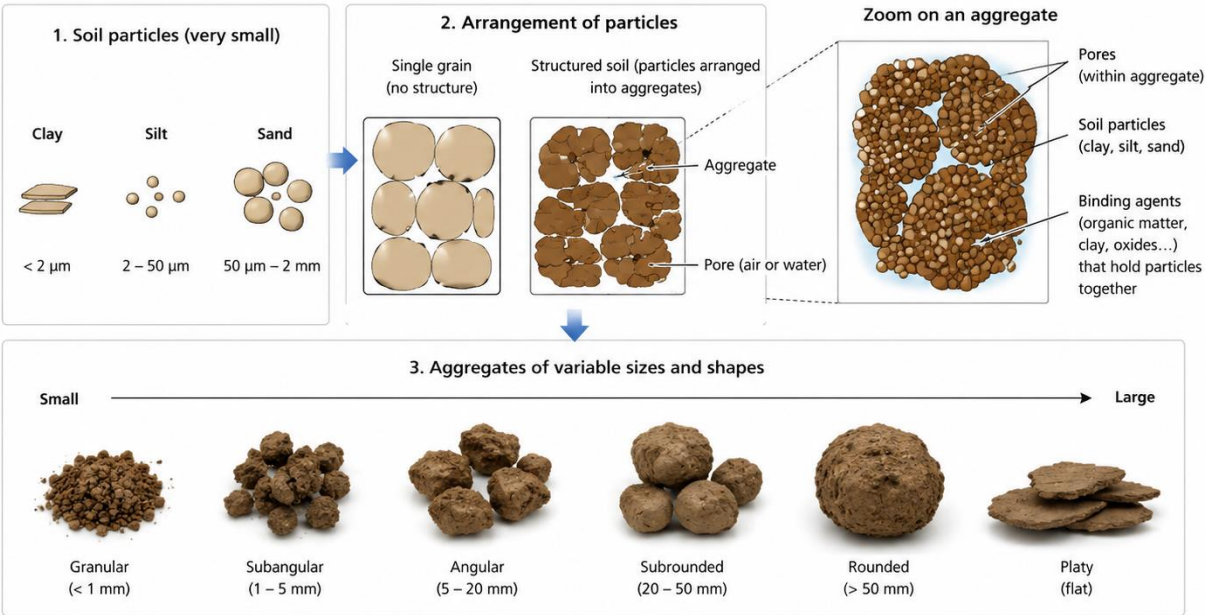 1. Soil particles (very small)
Clay
Silt
Sand
< 2 µm
2 – 50 µm
50 µm – 2 mm
2. Arrangement of particles
Single grain
(no structure)
Structured soil (particles arranged
into aggregates)
Aggregate
Pore (air or water)
Zoom on an aggregate
Pores
(within aggregate)
Soil particles
(clay, silt, sand)
Binding agents
(organic matter,
clay, oxides...)
that hold particles
together
3. Aggregates of variable sizes and shapes
Small
Large
Granular
(< 1 mm)
Subangular
(1 – 5 mm)
Angular
(5 – 20 mm)
Subrounded
(20 – 50 mm)
Rounded
(> 50 mm)
Platy
(flat)